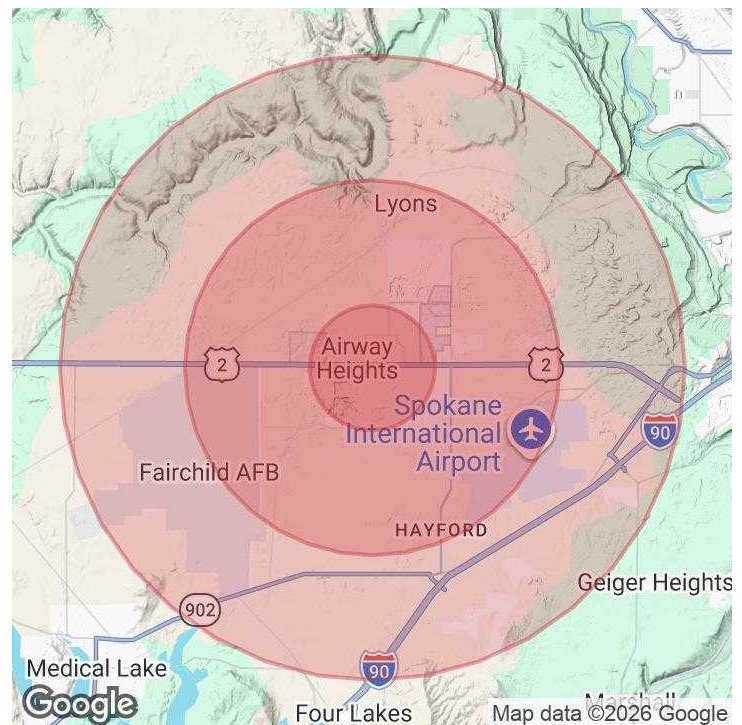 Lyons
2
Airway
Heights
2
Spokane
International
Airport
90
Fairchild AFB
HAYFORD
Geiger Heights
902
Medical Lake
90
Marshall
Four Lakes
Google
Map data ©2026 Google